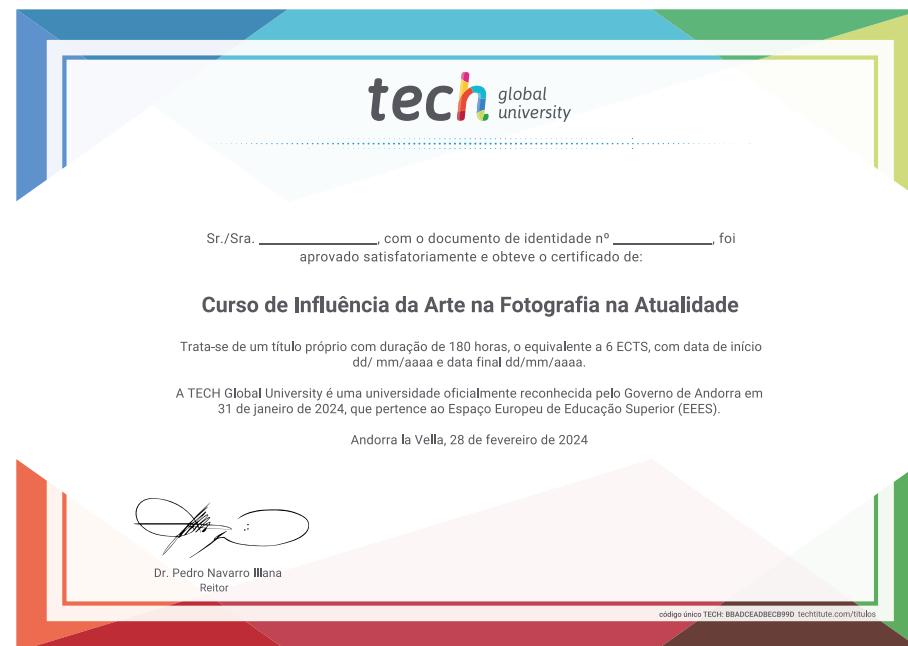 tech global
university
Sr./Sra. ______________, com o documento de identidade nº ____________, foi
aprovado satisfatoriamente e obteve o certificado de:
Curso de Influência da Arte na Fotografia na Atualidade
Trata-se de um título próprio com duração de 180 horas, o equivalente a 6 ECTS, com data de início
dd/ mm/aaaa e data final dd/mm/aaaa.
A TECH Global University é uma universidade oficialmente reconhecida pelo Governo de Andorra em
31 de janeiro de 2024, que pertence ao Espaço Europeu de Educação Superior (EEES).
Andorra la Vella, 28 de fevereiro de 2024
Dr. Pedro Navarro Illana
Reitor
código único TECH: BBADCEADBECB99D techtitute.com/titulos